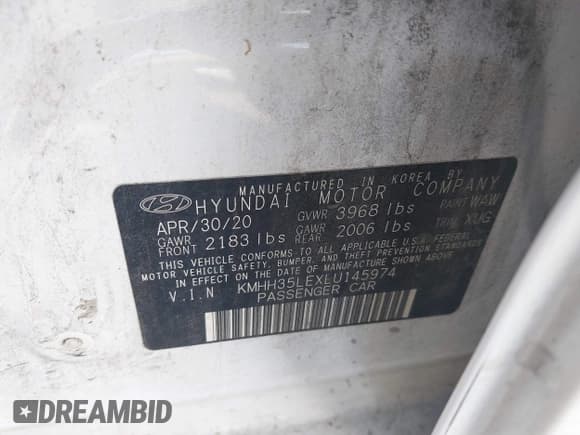 MANUFACTURED IN KOREA BY
HYUNDAI MOTOR COMPANY
APR/30/20 GVWR 3968 lbs PAINT WAW
GAWR FRONT 2183 lbs GAWR REAR 2006 lbs TRIM XUG
THIS VEHICLE CONFORMS TO ALL APPLICABLE U.S.A. FEDERAL
MOTOR VEHICLE SAFETY, BUMPER, AND THEFT PREVENTION STANDARDS
IN EFFECT ON THE DATE OF MANUFACTURE SHOWN ABOVE
V.I.N KMHH35LEXLU145974
PASSENGER CAR
DREAMBID